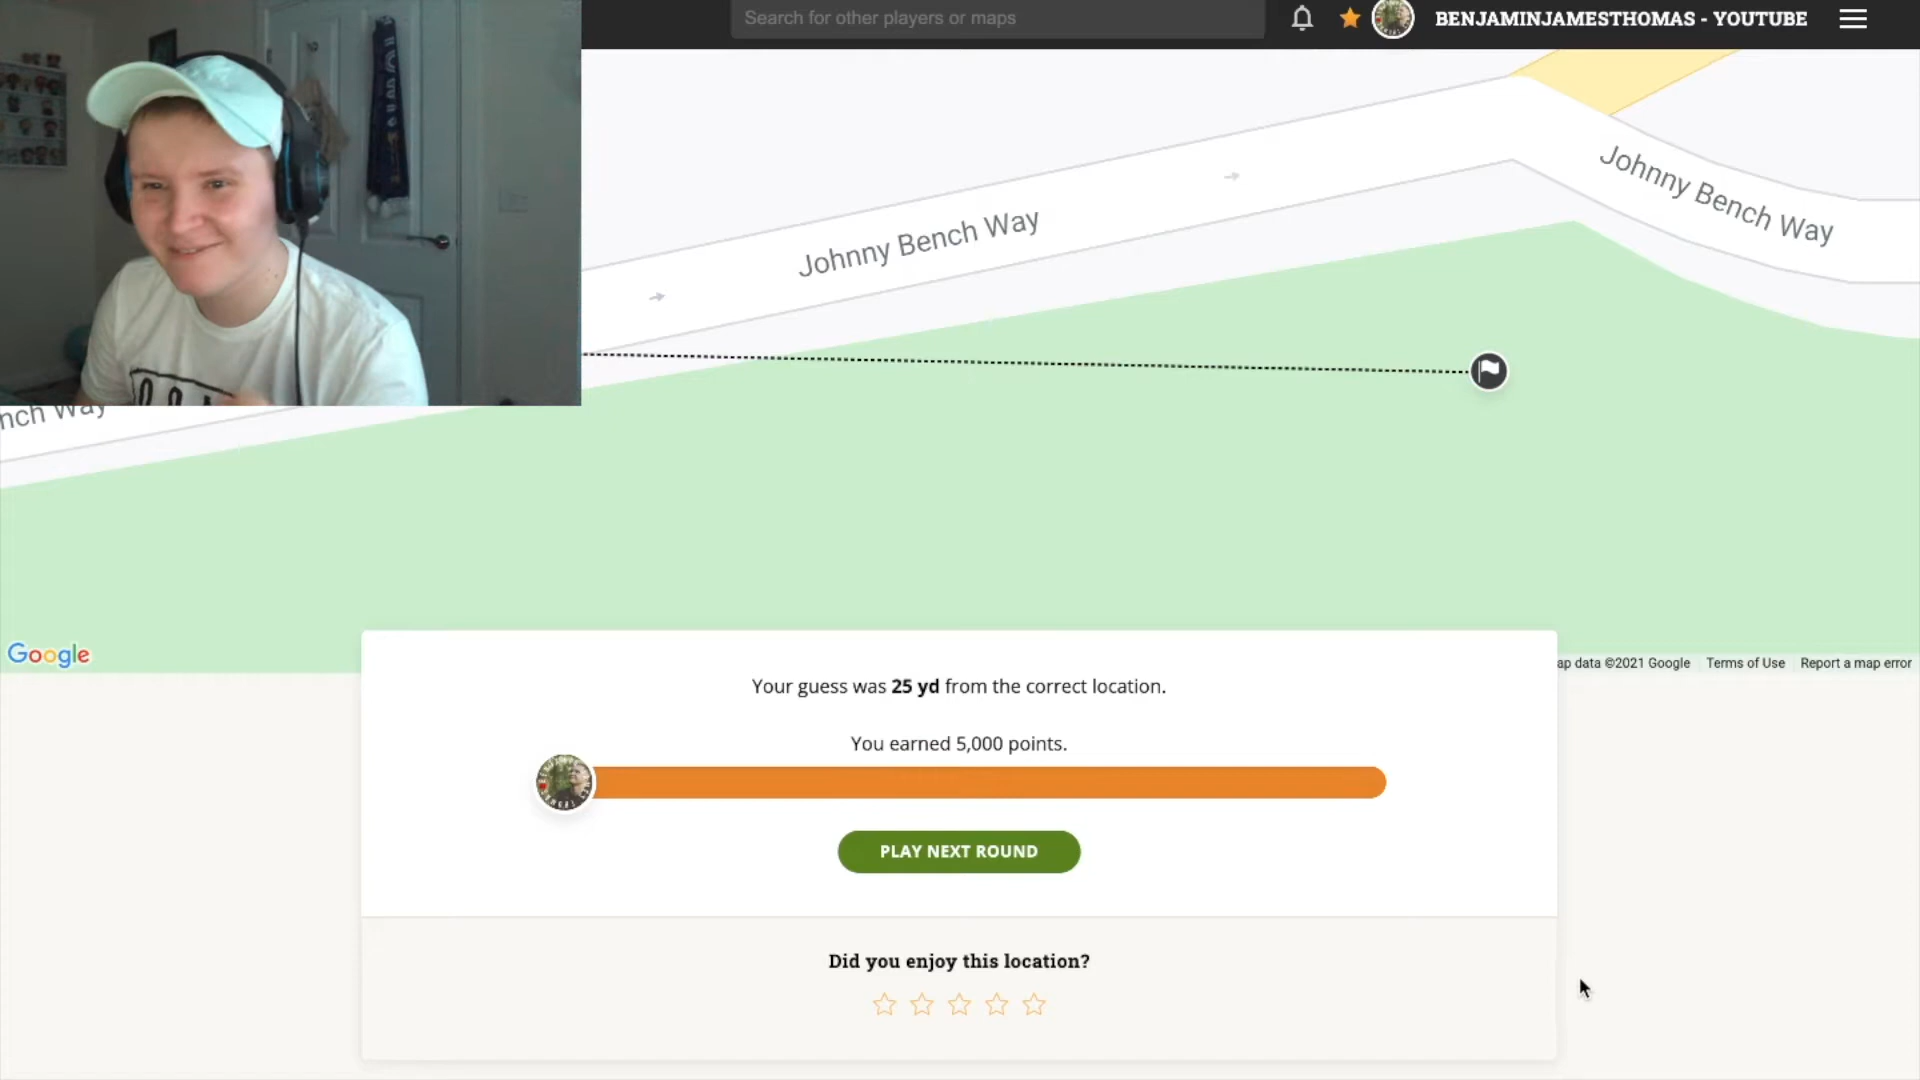 Search for other players or maps
BENJAMINJAMESTHOMAS - YOUTUBE
Johnny Bench Way
Johnny Bench Way
nch Way
Google
ap data ©2021 Google
Terms of Use
Report a map error
Your guess was 25 yd from the correct location.
You earned 5,000 points.
PLAY NEXT ROUND
Did you enjoy this location?